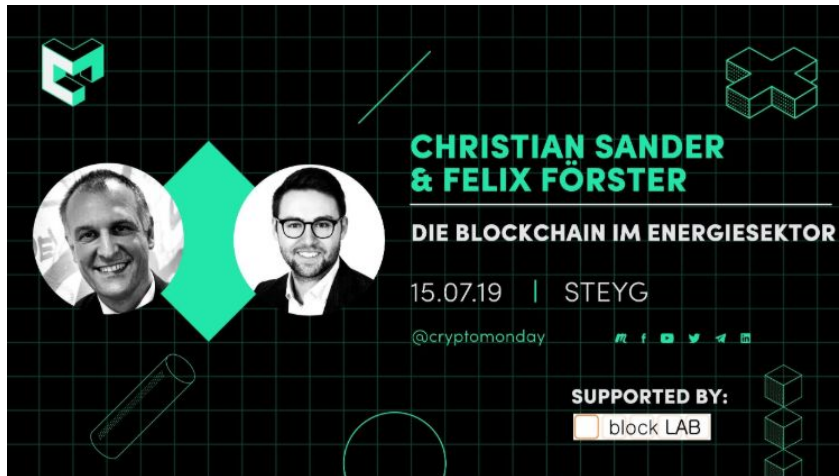 CHRISTIAN SANDER
& FELIX FÖRSTER
DIE BLOCKCHAIN IM ENERGIESEKTOR
15.07.19 | STEYG
@cryptomonday
SUPPORTED BY:
block LAB